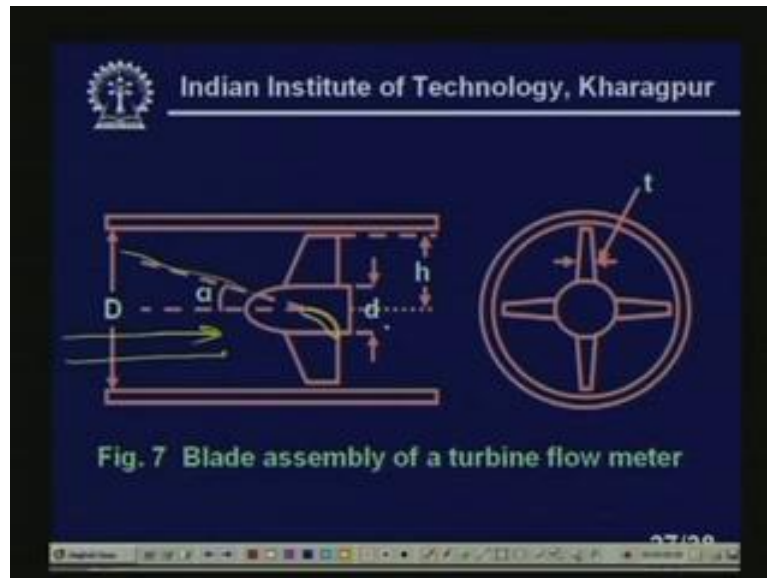 Indian Institute of Technology, Kharagpur
t
h
α
D
d
Fig. 7 Blade assembly of a turbine flow meter